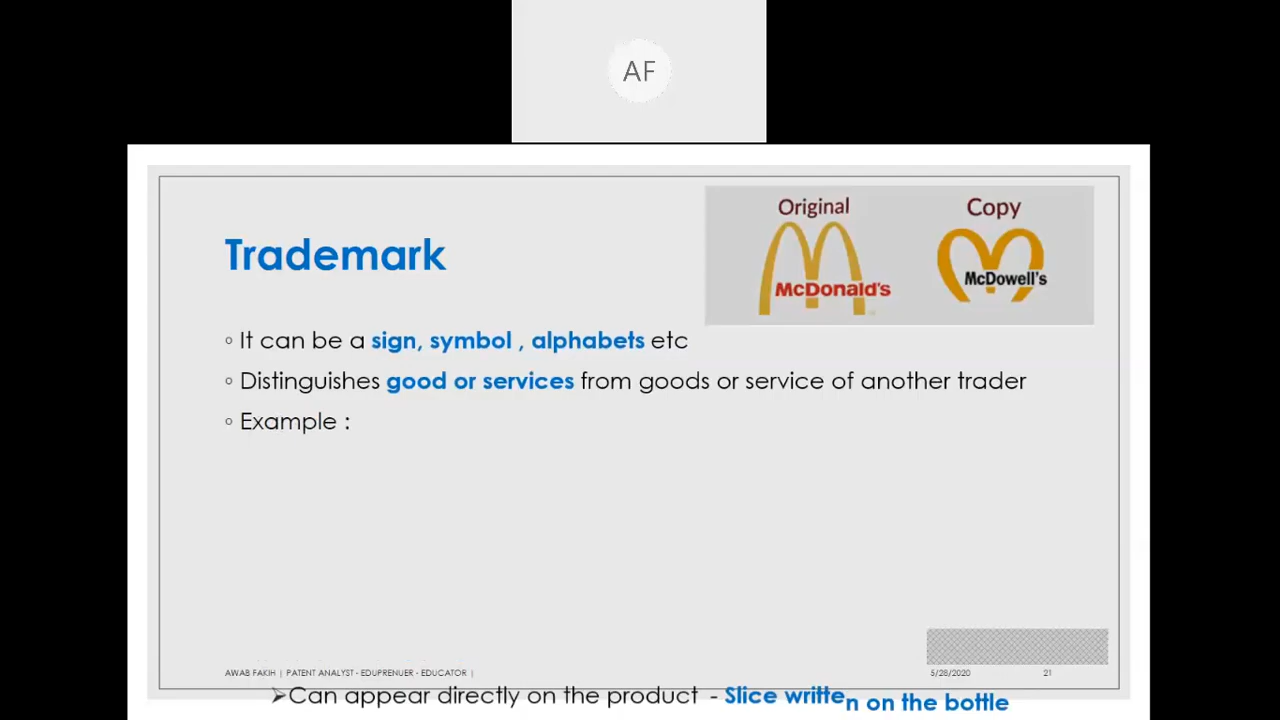 AF
Original Copy
McDonald's McDowell's
Trademark
◦ It can be a sign, symbol , alphabets etc
◦ Distinguishes good or services from goods or service of another trader
◦ Example :
AWAB FAKIH | PATENT ANALYST - EDUPRENUER - EDUCATOR | 5/28/2020 21
➢Can appear directly on the product - Slice written on the bottle